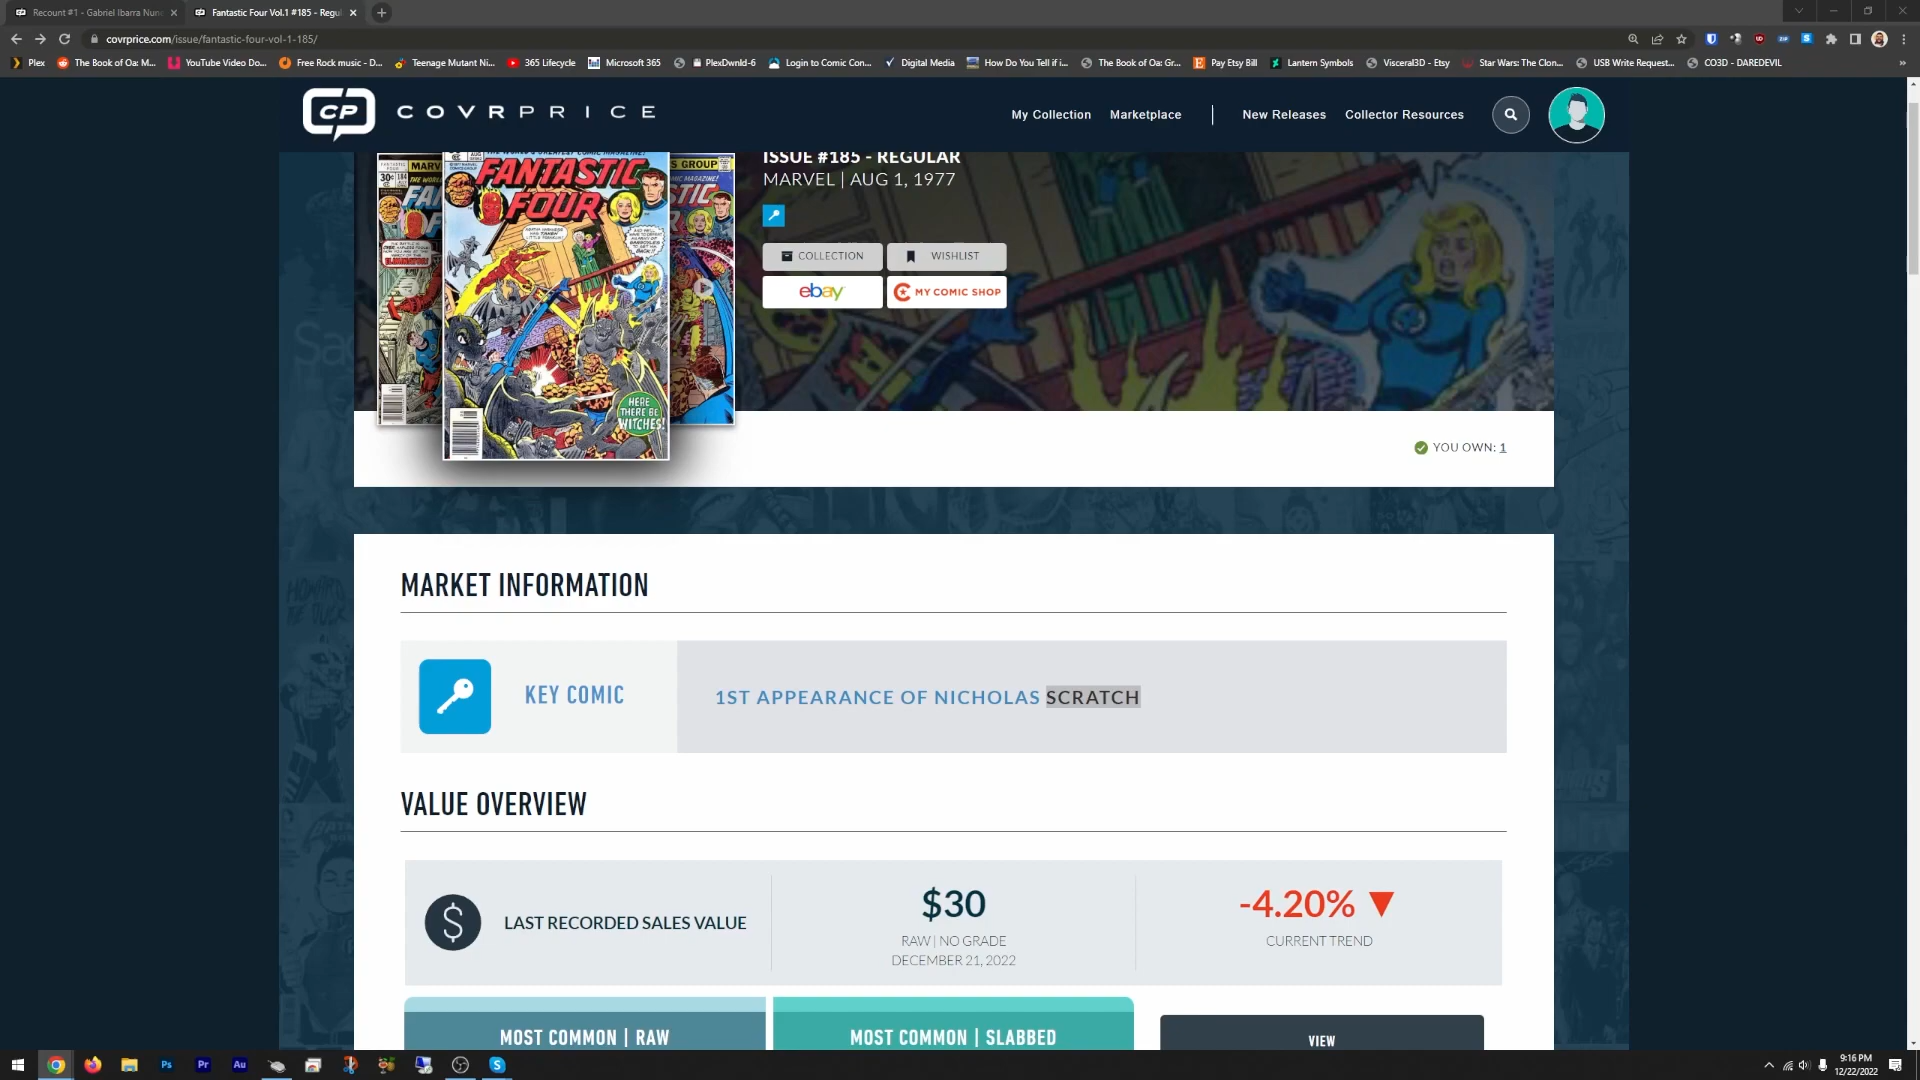 Recount #1 - Gabriel Ibarra Nun
Fantastic Four Vol.1 #185 - Regul
covrprice.com/issue/fantastic-four-vol-1-185/
Plex
The Book of Oa: M...
YouTube Video Do...
Free Rock music - D...
Teenage Mutant Ni...
365 Lifecycle
Microsoft 365
PlexDwnld-6
Login to Comic Con...
Digital Media
How Do You Tell if i...
The Book of Oa: Gr...
Pay Etsy Bill
Lantern Symbols
Visceral3D - Etsy
Star Wars: The Clon...
USB Write Request...
CO3D - DAREDEVIL
CP COVRPRICE
My Collection
Marketplace
New Releases
Collector Resources
ISSUE #185 - REGULAR
MARVEL | AUG 1, 1977
COLLECTION
WISHLIST
ebay
MY COMIC SHOP
FANTASTIC
FOUR
HERE
THERE BE
WITCHES!
YOU OWN: 1
MARKET INFORMATION
KEY COMIC
1ST APPEARANCE OF NICHOLAS SCRATCH
VALUE OVERVIEW
LAST RECORDED SALES VALUE
$30
RAW | NO GRADE
DECEMBER 21, 2022
-4.20%
CURRENT TREND
MOST COMMON | RAW
MOST COMMON | SLABBED
VIEW
9:16 PM
12/22/2022